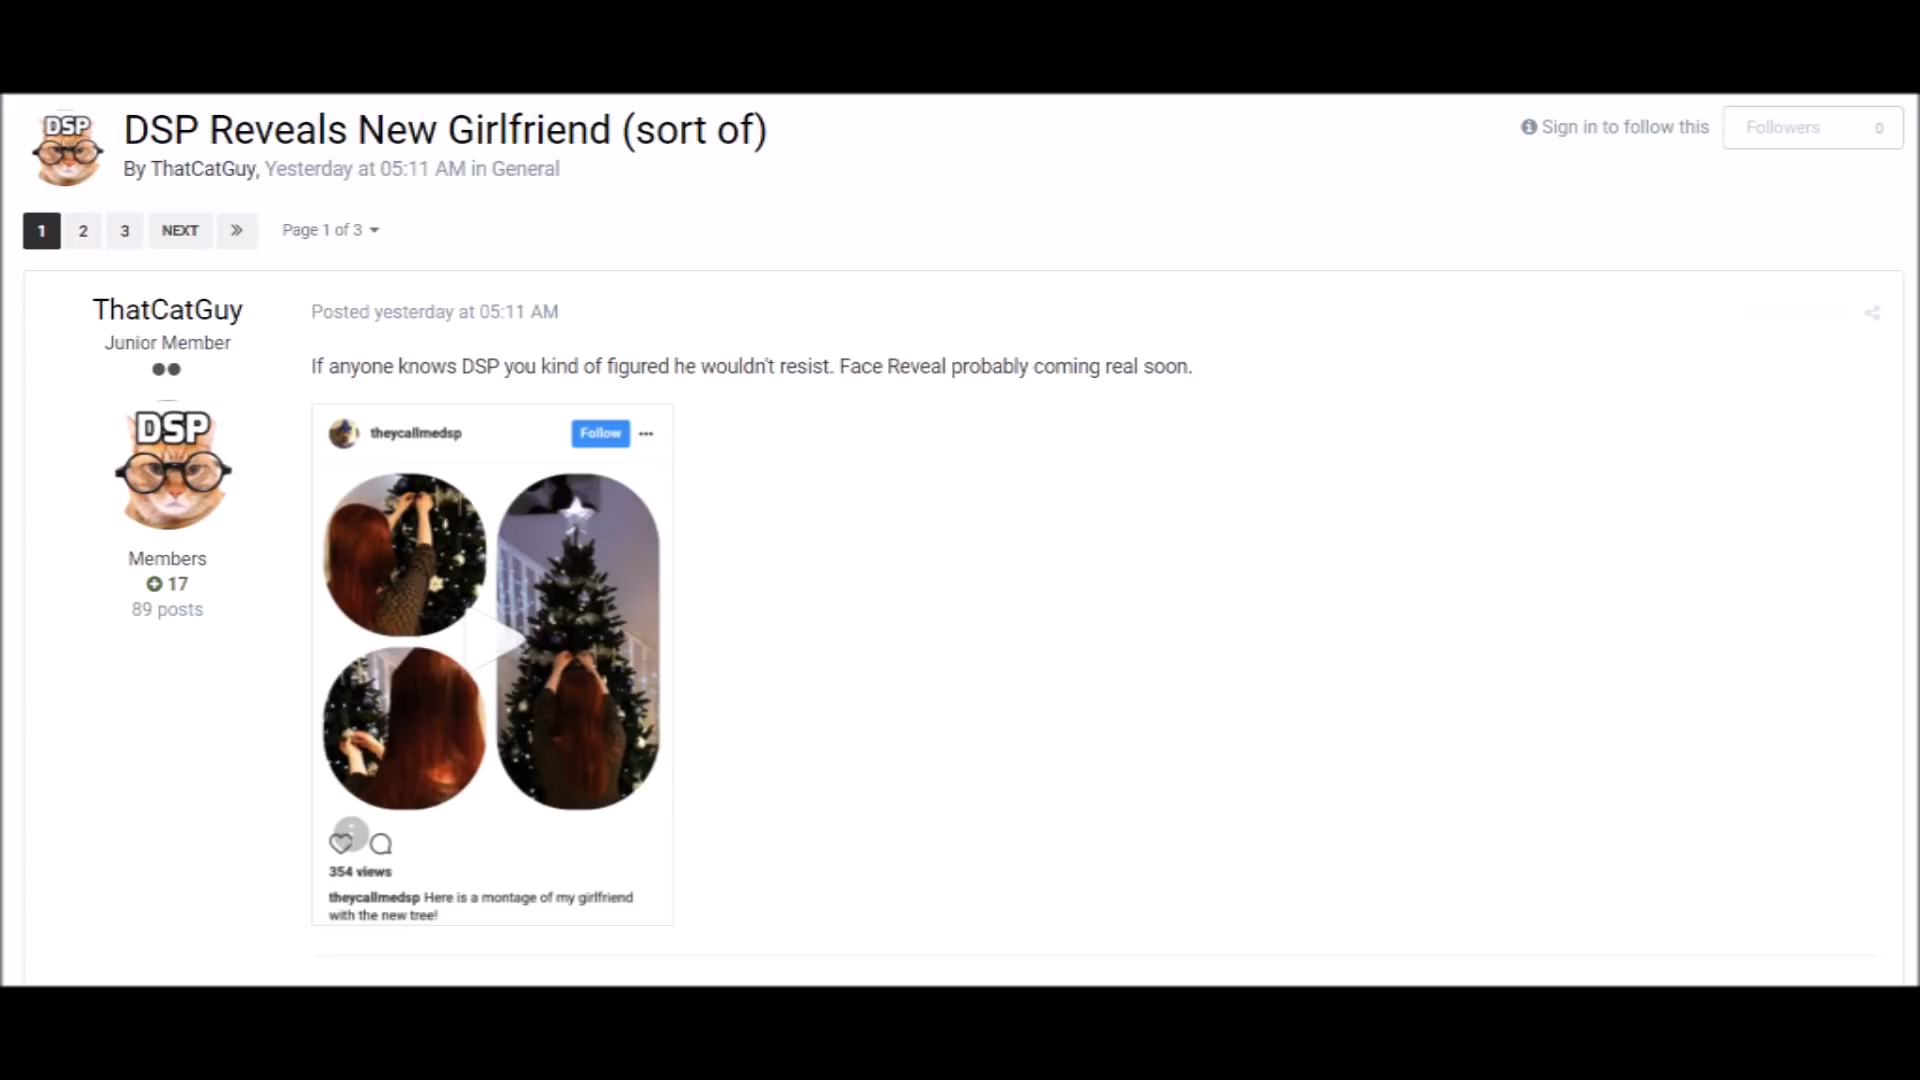 DSP
DSP Reveals New Girlfriend (sort of)
By ThatCatGuy, Yesterday at 05:11 AM in General
Sign in to follow this
Followers 0
1 2 3 NEXT » Page 1 of 3
ThatCatGuy
Junior Member
DSP
Members
17
89 posts
Posted yesterday at 05:11 AM
If anyone knows DSP you kind of figured he wouldn't resist. Face Reveal probably coming real soon.
theycallmedsp Follow ...
354 views
theycallmedsp Here is a montage of my girlfriend
with the new tree!